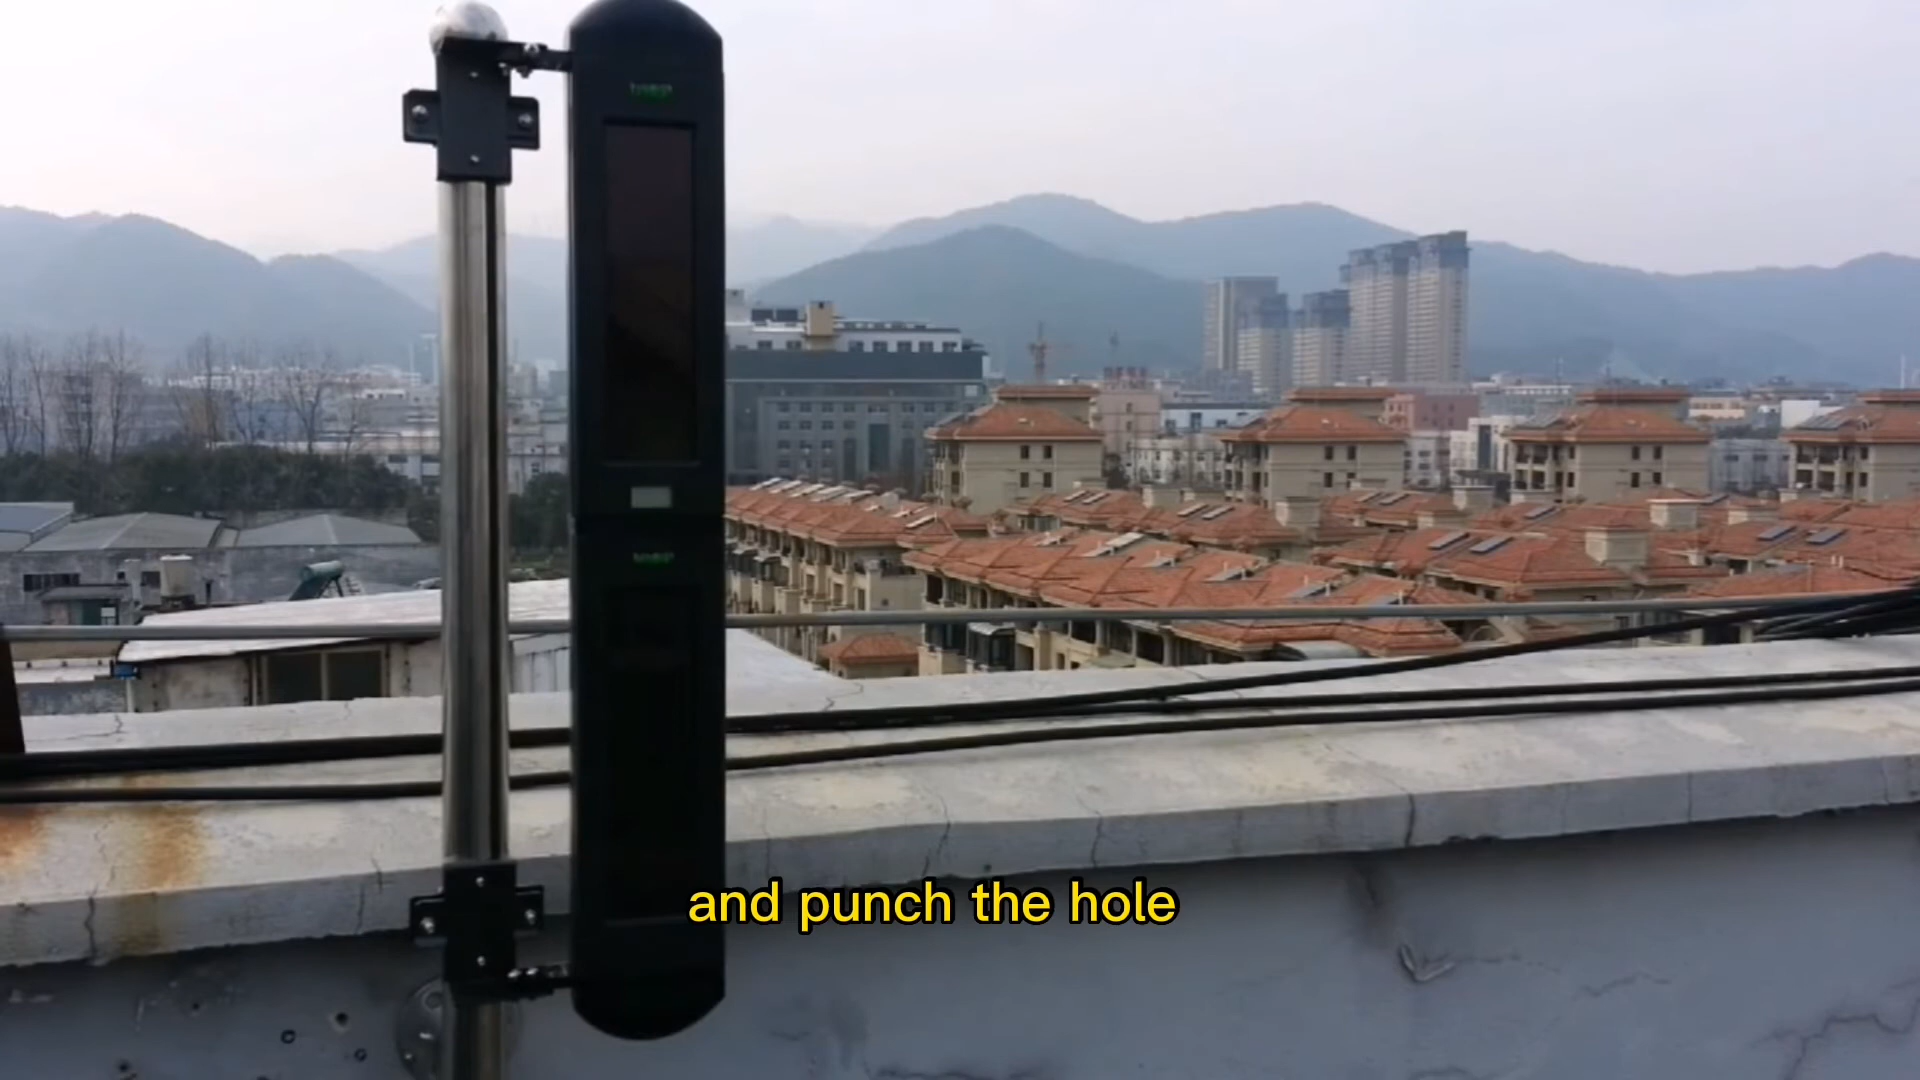 and punch the hole